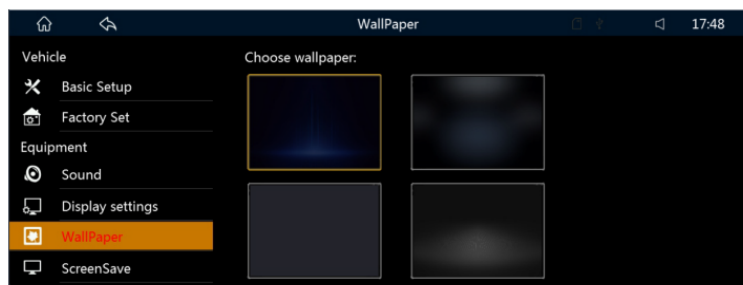 WallPaper
17:48
Vehicle
Basic Setup
Factory Set
Equipment
Sound
Display settings
WallPaper
ScreenSave
Choose wallpaper: